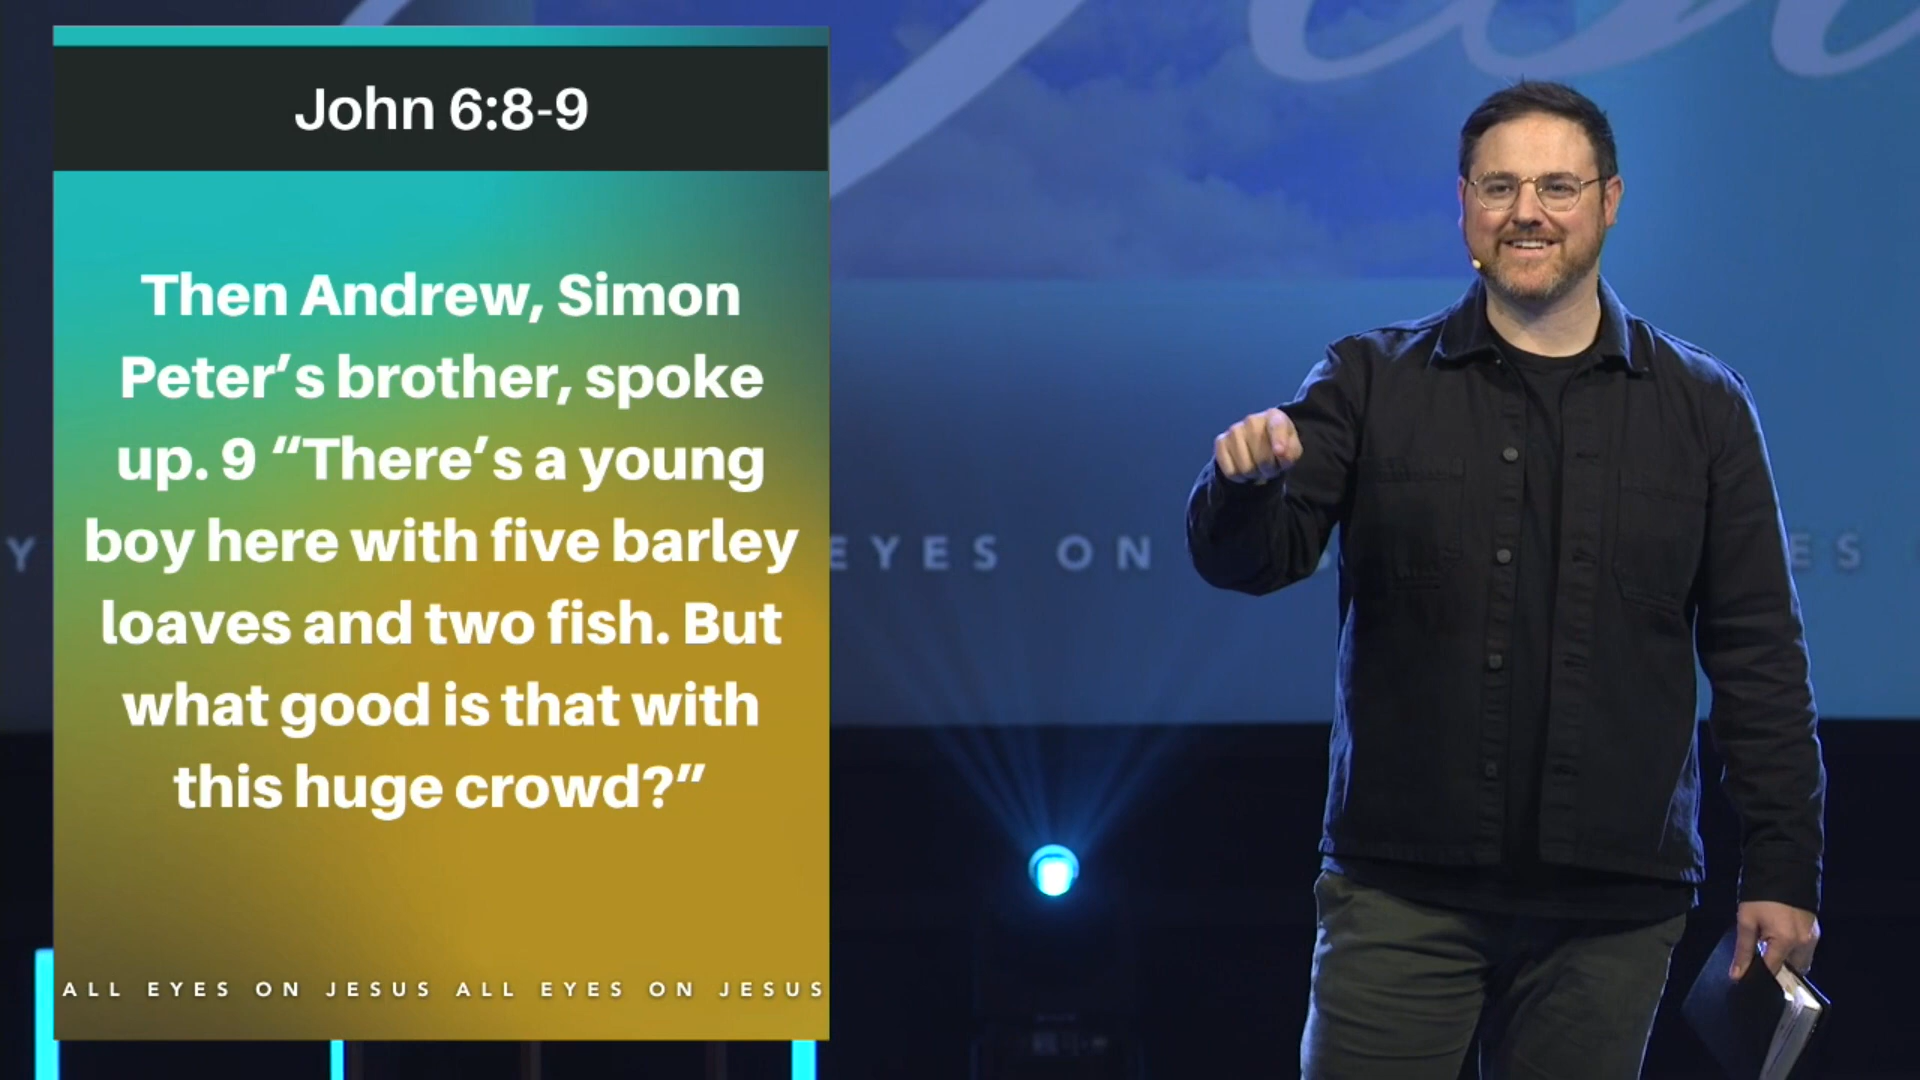 John 6:8-9
Then Andrew, Simon
Peter's brother, spoke
up. 9 “There's a young
boy here with five barley
loaves and two fish. But
what good is that with
this huge crowd?”
ALL EYES ON JESUS ALL EYES ON JESUS
EYES ON